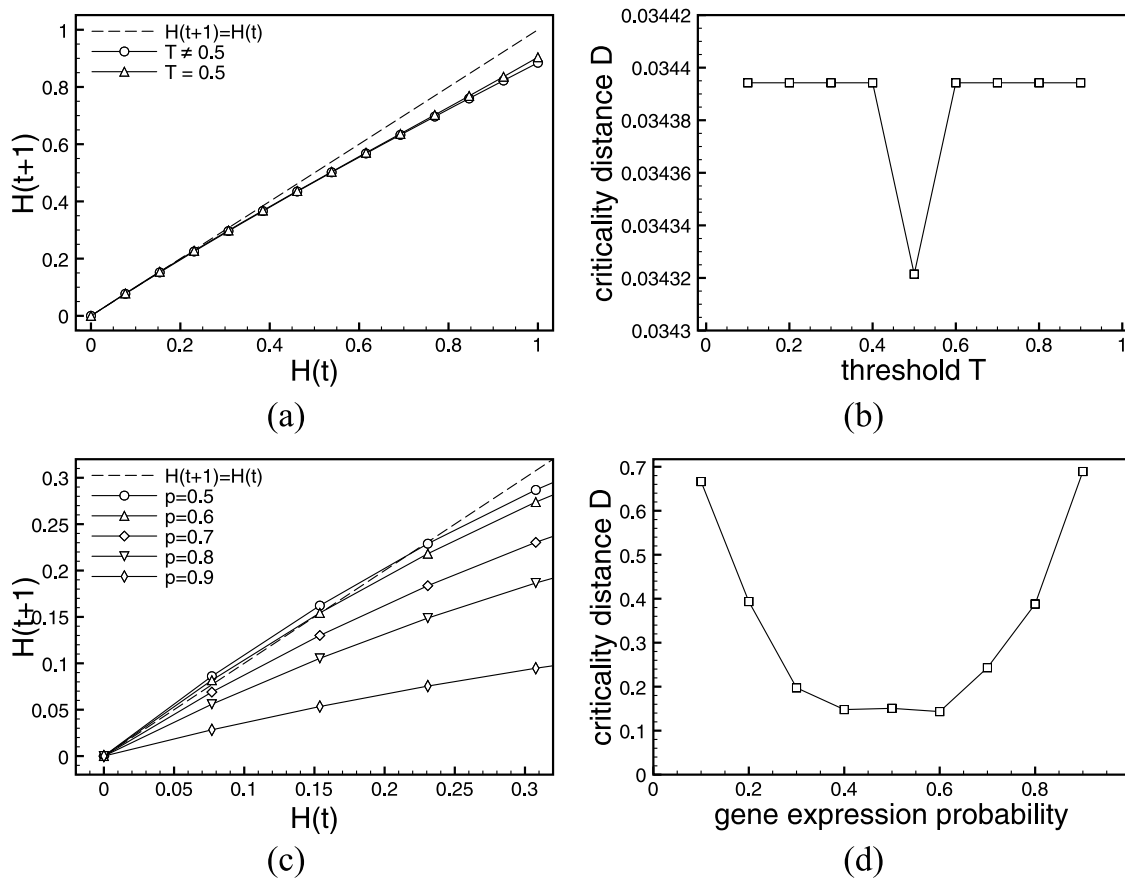 H(t+1)=H(t)
T ≠ 0.5
T = 0.5
1
0.8
0.6
0.4
0.2
0
H(t+1)
0 0.2 0.4 0.6 0.8 1
H(t)
(a)
0.03442
0.0344
0.03438
0.03436
0.03434
0.03432
0.0343
criticality distance D
0 0.2 0.4 0.6 0.8 1
threshold T
(b)
H(t+1)=H(t)
p=0.5
p=0.6
p=0.7
p=0.8
p=0.9
0.3
0.25
0.2
0.15
0.1
0.05
0
H(t+1)
0 0.05 0.1 0.15 0.2 0.25 0.3
H(t)
(c)
0.7
0.6
0.5
0.4
0.3
0.2
0.1
0
criticality distance D
0 0.2 0.4 0.6 0.8
gene expression probability
(d)